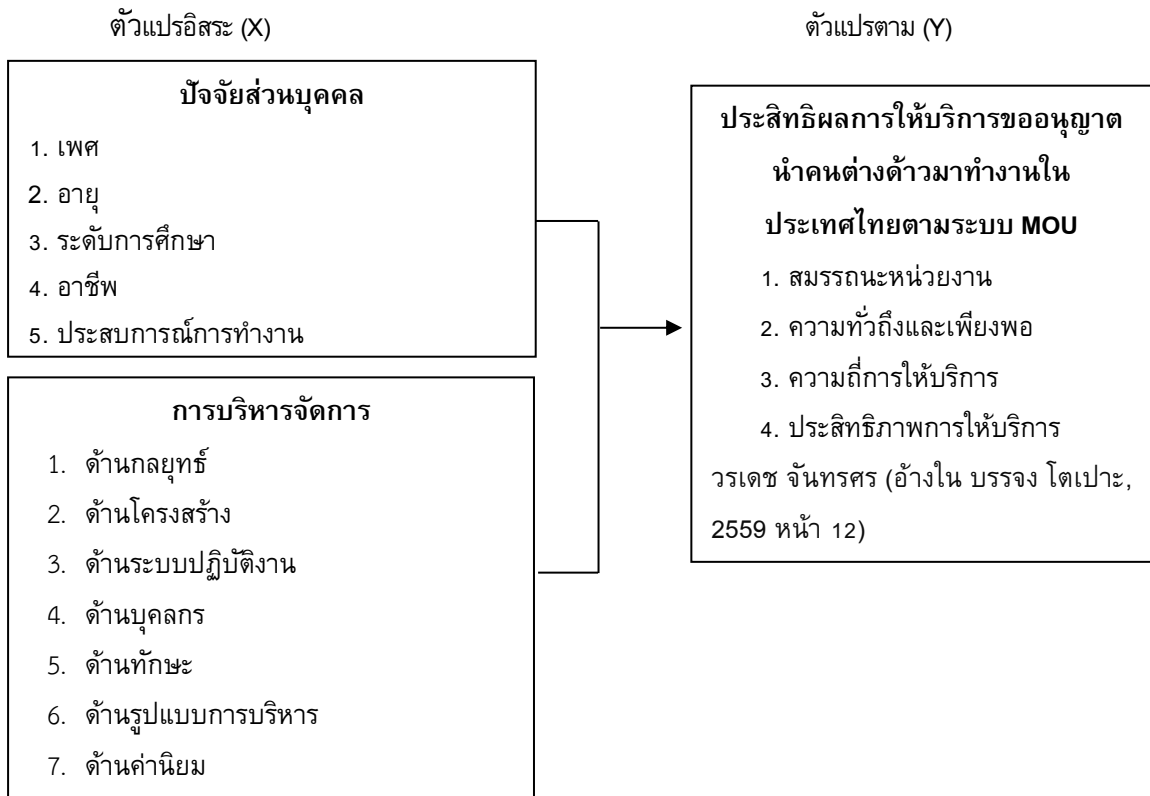 ตัวแปรอิสระ (X)
ปัจจัยส่วนบุคคล
1. เพศ
2. อายุ
3. ระดับการศึกษา
4. อาชีพ
5. ประสบการณ์การทำงาน
การบริหารจัดการ
1. ด้านกลยุทธ์
2. ด้านโครงสร้าง
3. ด้านระบบปฏิบัติงาน
4. ด้านบุคลกร
5. ด้านทักษะ
6. ด้านรูปแบบการบริหาร
7. ด้านค่านิยม
ตัวแปรตาม (Y)
ประสิทธิผลการให้บริการขออนุญาต
นำคนต่างด้าวมาทำงานใน
ประเทศไทยตามระบบ MOU
1. สมรรถนะหน่วยงาน
2. ความทั่วถึงและเพียงพอ
3. ความถี่การให้บริการ
4. ประสิทธิภาพการให้บริการ
วรเดช จันทรศร (อ้างใน บรรจง โตเปาะ,
2559 หน้า 12)